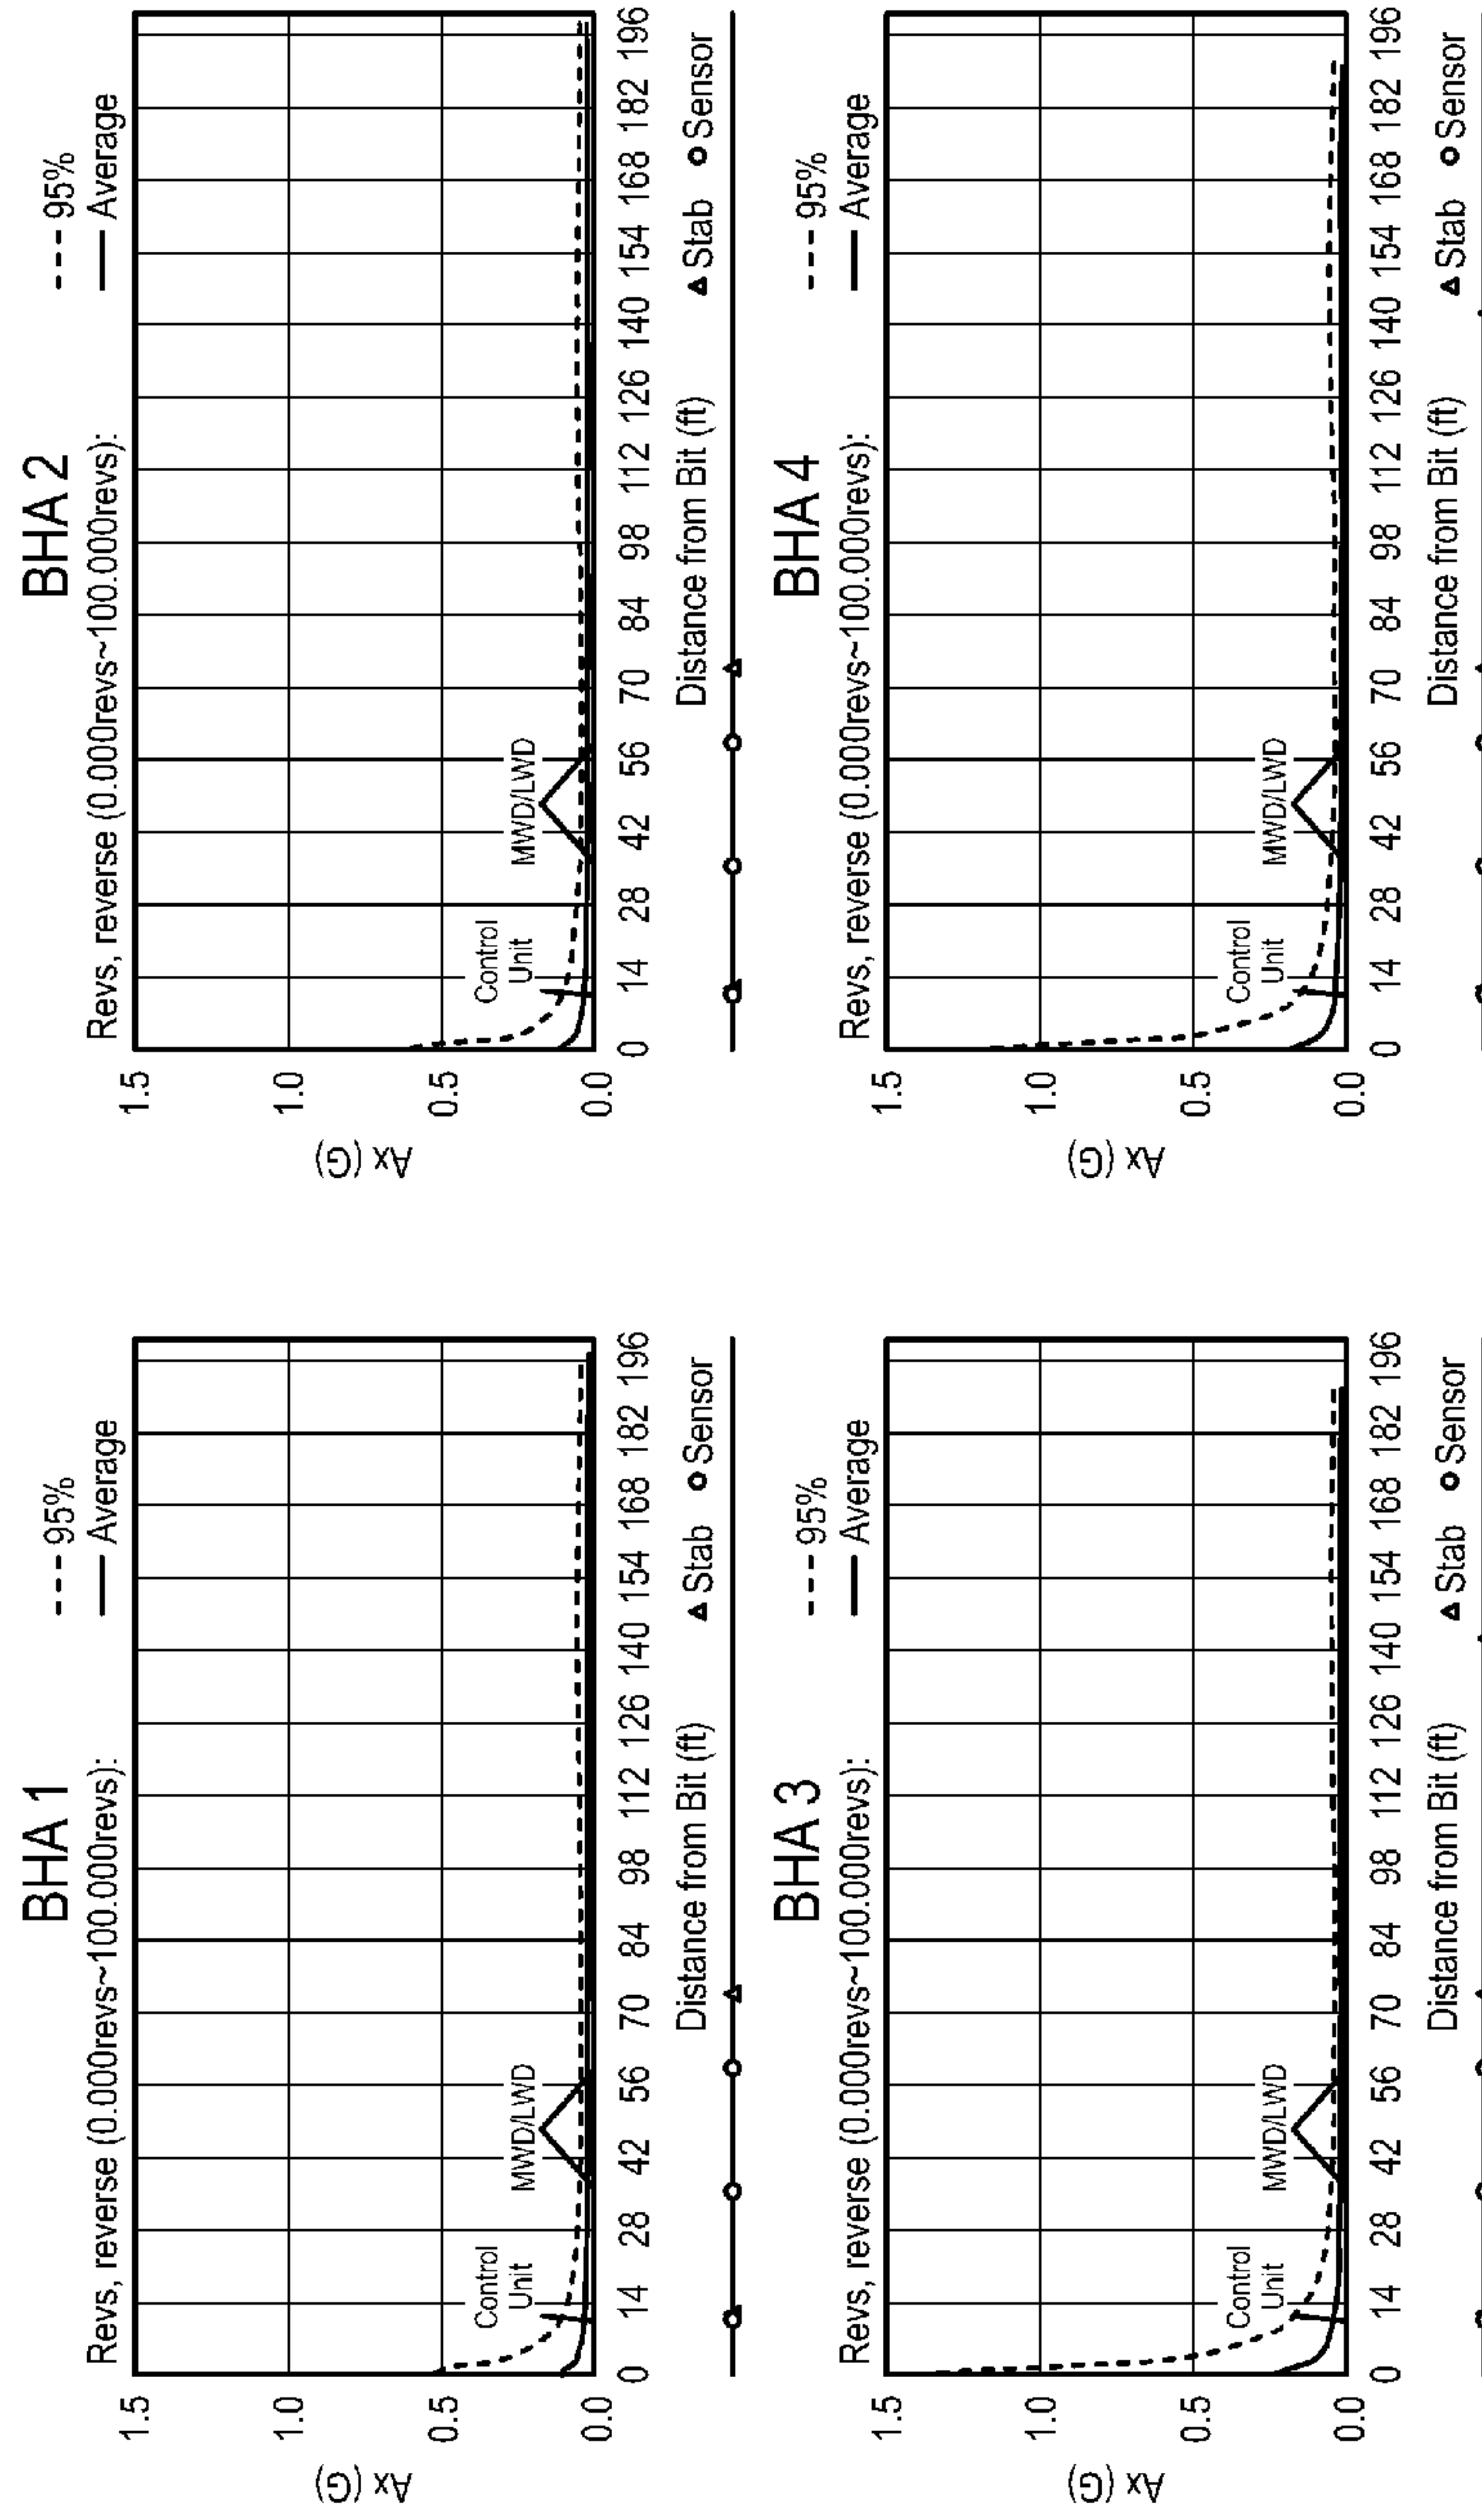 BHA 1
Revs, reverse (0.000revs~100.000revs):
--- 95%
— Average
Ax (G)
1.5
1.0
0.5
0.0
Control
Unit
MWD/LWD
0 14 28 42 56 70 84 98 112 126 140 154 168 182 196
Distance from Bit (ft)
Stab Sensor
BHA 2
Revs, reverse (0.000revs~100.000revs):
--- 95%
— Average
Ax (G)
1.5
1.0
0.5
0.0
Control
Unit
MWD/LWD
0 14 28 42 56 70 84 98 112 126 140 154 168 182 196
Distance from Bit (ft)
Stab Sensor
BHA 3
Revs, reverse (0.000revs~100.000revs):
--- 95%
— Average
Ax (G)
1.5
1.0
0.5
0.0
Control
Unit
MWD/LWD
0 14 28 42 56 70 84 98 112 126 140 154 168 182 196
Distance from Bit (ft)
Stab Sensor
BHA 4
Revs, reverse (0.000revs~100.000revs):
--- 95%
— Average
Ax (G)
1.5
1.0
0.5
0.0
Control
Unit
MWD/LWD
0 14 28 42 56 70 84 98 112 126 140 154 168 182 196
Distance from Bit (ft)
Stab Sensor